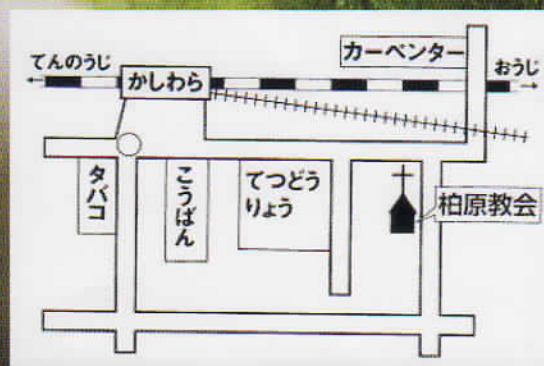 てんのうじ
カーペンター
おうじ
かしわら
タバコ
こうばん
てつどう
りょう
柏原教会